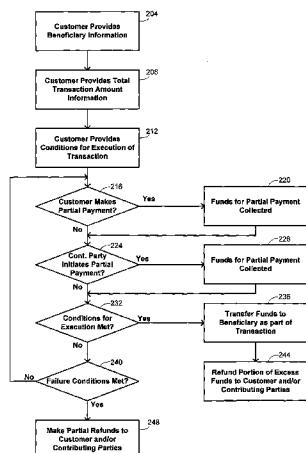 204
Customer Provides
Beneficiary Information
208
Customer Provides Total
Transaction Amount
Information
212
Customer Provides
Conditions for Execution of
Transaction
216
Customer Makes
Partial Payment?
Yes
220
Funds for Partial Payment
Collected
No
224
Cont. Party
Initiates Partial
Payment?
Yes
228
Funds for Partial Payment
Collected
No
232
Conditions for
Execution Met?
Yes
236
Transfer Funds to
Beneficiary as part of
Transaction
No
240
Failure Conditions Met?
No
244
Refund Portion of Excess
Funds to Customer and/or
Contributing Parties
Yes
248
Make Partial Refunds to
Customer and/or
Contributing Parties